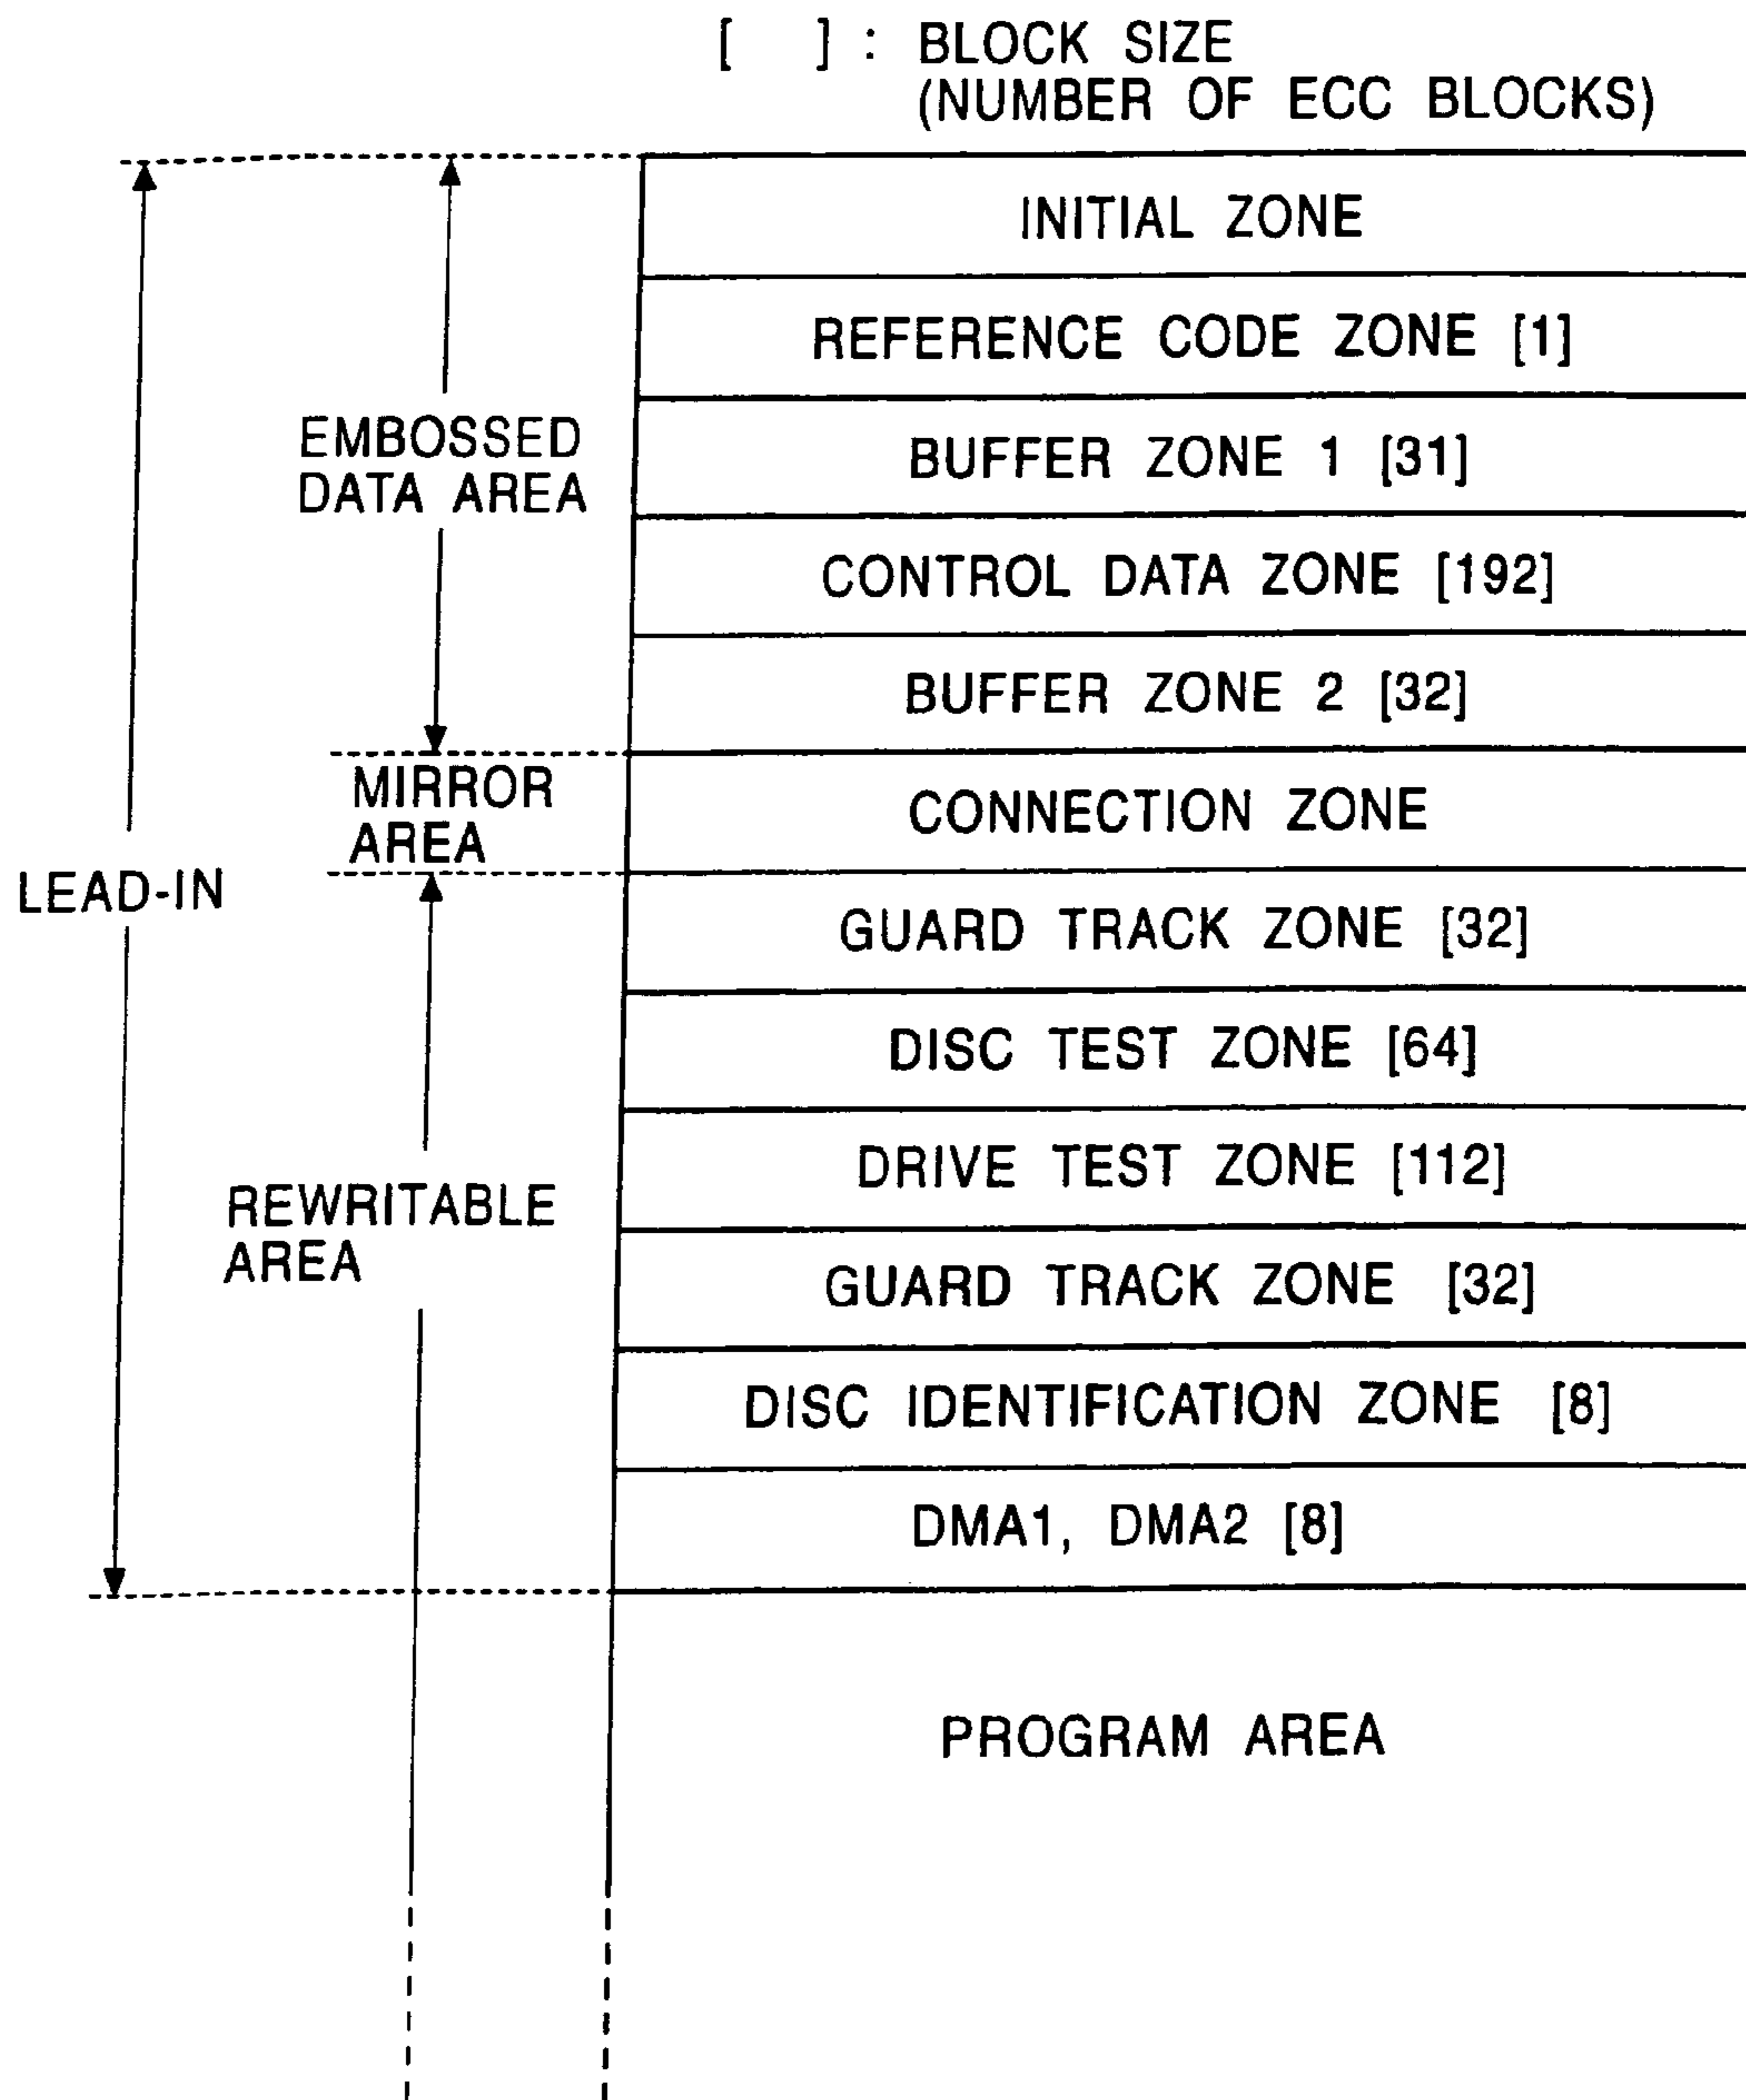 [ ] : BLOCK SIZE
(NUMBER OF ECC BLOCKS)
INITIAL ZONE
REFERENCE CODE ZONE [1]
EMBOSSED
DATA AREA
BUFFER ZONE 1 [31]
CONTROL DATA ZONE [192]
BUFFER ZONE 2 [32]
MIRROR
AREA
CONNECTION ZONE
LEAD-IN
GUARD TRACK ZONE [32]
DISC TEST ZONE [64]
DRIVE TEST ZONE [112]
REWRITABLE
AREA
GUARD TRACK ZONE [32]
DISC IDENTIFICATION ZONE [8]
DMA1, DMA2 [8]
PROGRAM AREA